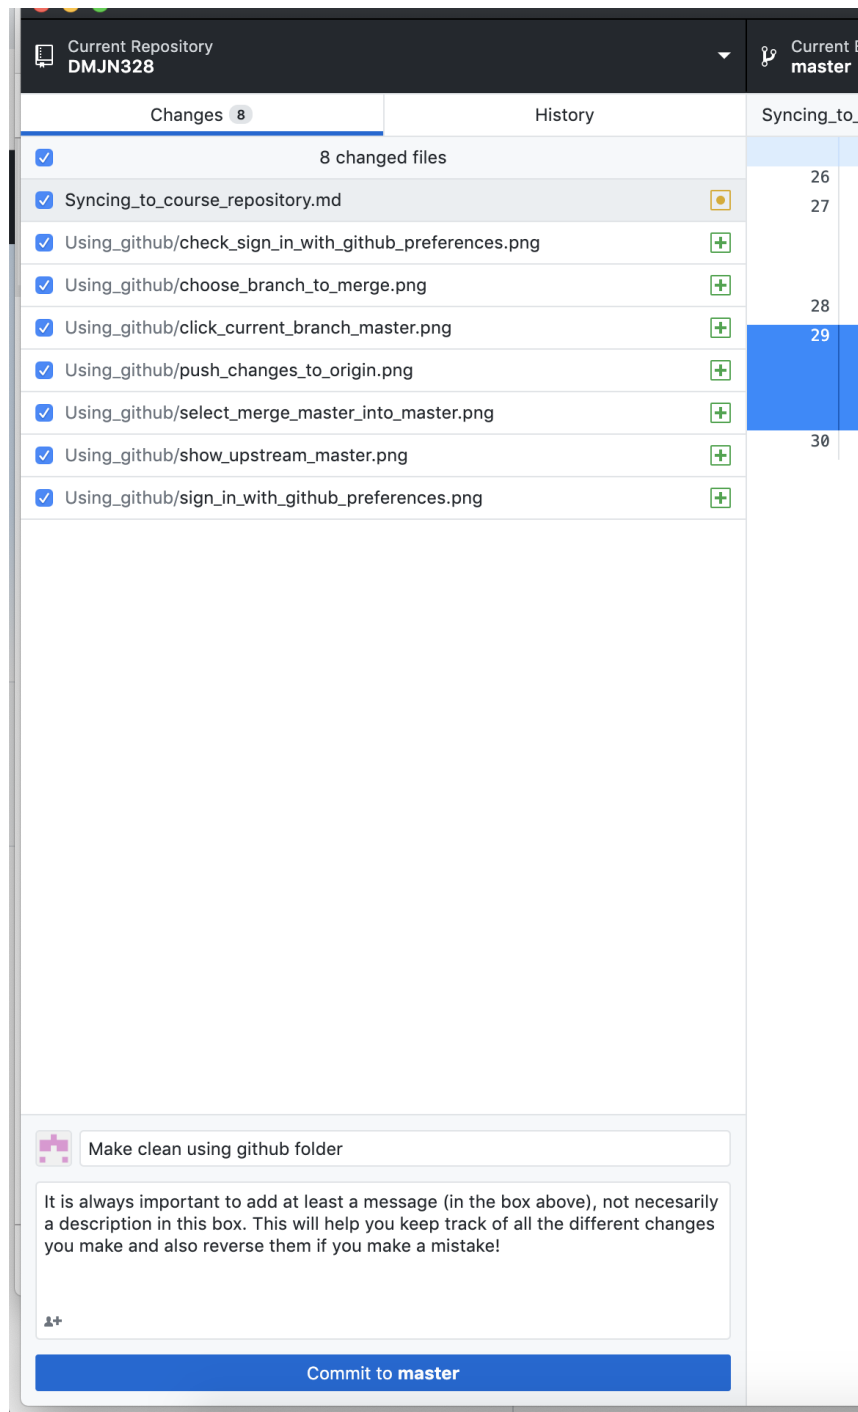 Current Repository
DMJN328
Current
master
Changes 8
History
Syncing_to_
8 changed files
Syncing_to_course_repository.md
Using_github/check_sign_in_with_github_preferences.png
Using_github/choose_branch_to_merge.png
Using_github/click_current_branch_master.png
Using_github/push_changes_to_origin.png
Using_github/select_merge_master_into_master.png
Using_github/show_upstream_master.png
Using_github/sign_in_with_github_preferences.png
26
27
28
29
30
Make clean using github folder
It is always important to add at least a message (in the box above), not necesarily
a description in this box. This will help you keep track of all the different changes
you make and also reverse them if you make a mistake!
Commit to master